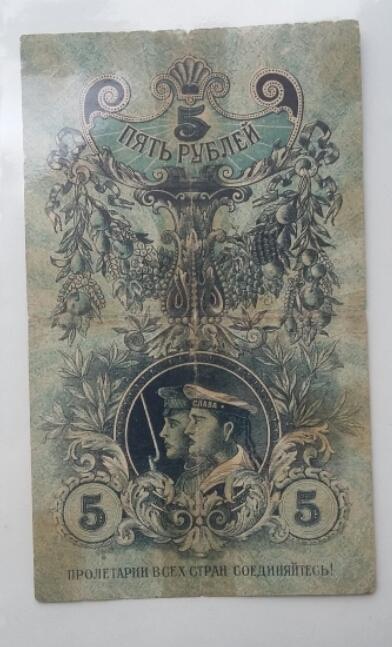 5
ПЯТЬ РУБЛЕЙ
СЛАВА
5 5
ПРОЛЕТАРИИ ВСЕХ СТРАН СОЕДИНЯЙТЕСЬ!